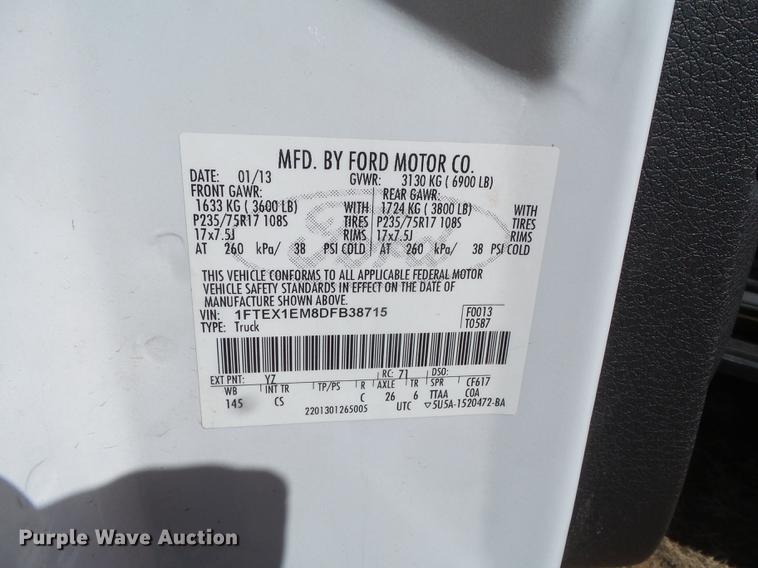 MFD. BY FORD MOTOR CO.
DATE: 01/13 GVWR: 3130 KG ( 6900 LB)
FRONT GAWR: REAR GAWR:
1633 KG ( 3600 LB) WITH 1724 KG ( 3800 LB) WITH
P235/75R17 108S TIRES P235/75R17 108S TIRES
17x7.5J RIMS 17x7.5J RIMS
AT 260 kPa/ 38 PSI COLD AT 260 kPa/ 38 PSI COLD
Ford
THIS VEHICLE CONFORMS TO ALL APPLICABLE FEDERAL MOTOR
VEHICLE SAFETY STANDARDS IN EFFECT ON THE DATE OF
MANUFACTURE SHOWN ABOVE.
VIN: 1FTEX1EM8DFB38715 F0013
TYPE: Truck T05B7
EXT PNT: YZ RC: 71 DSO:
WB INT TR TP/PS R AXLE TR SPR CF617
145 CS C 26 6 TTAA COA
2201301265005 UTC ▽5U5A-1520472-BA
Purple Wave Auction